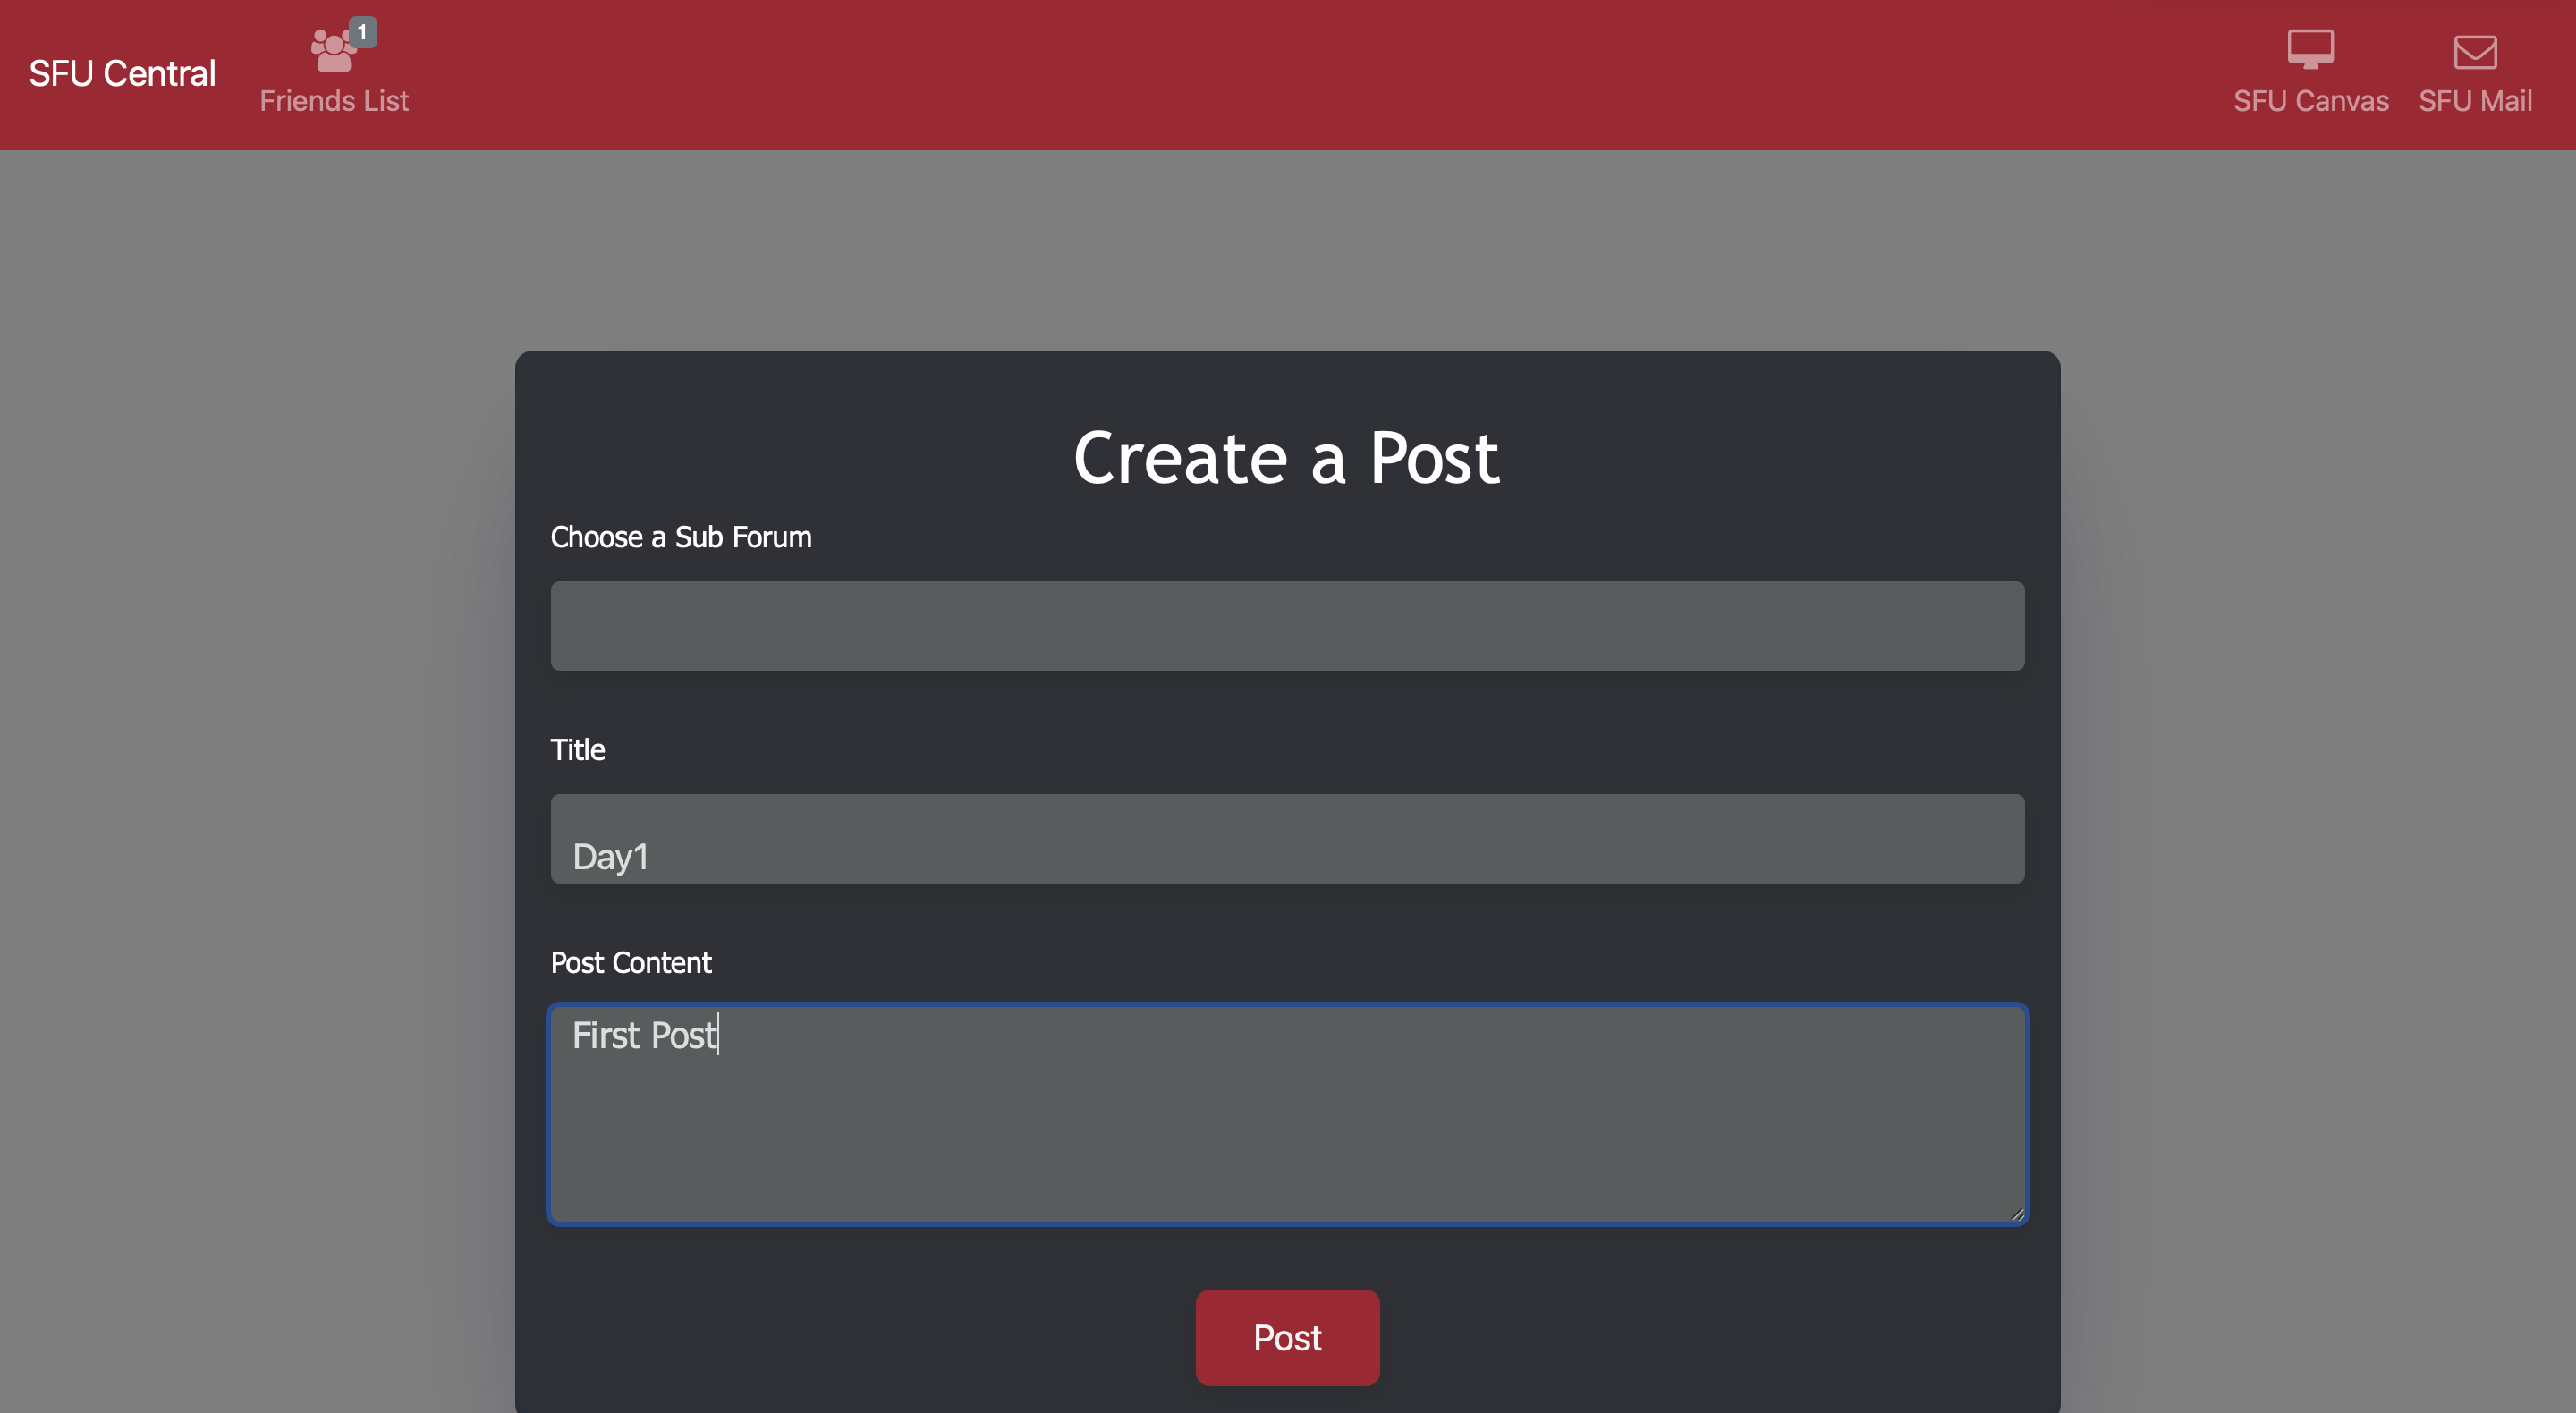 SFU Central
1
Friends List
SFU Canvas
SFU Mail
Create a Post
Choose a Sub Forum
Title
Day1
Post Content
First Post
Post